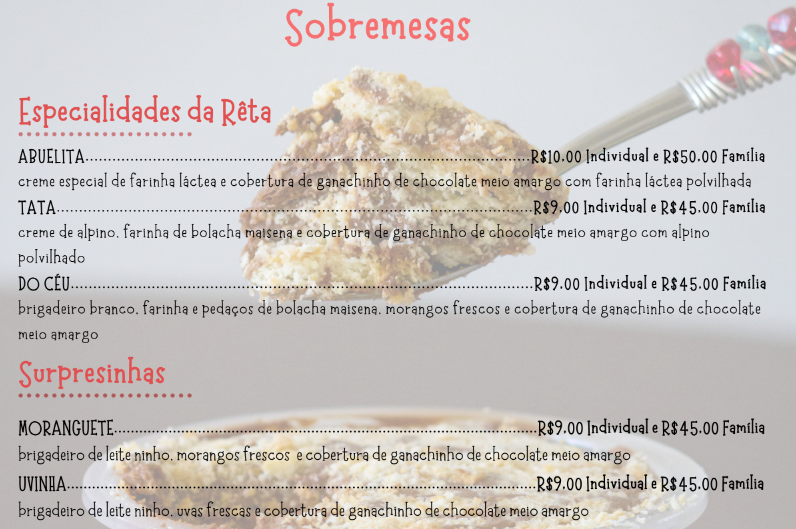 Sobremesas
Especialidades da Rêta
ABUELITA R$10.00 Individual e R$50.00 Família
creme especial de farinha láctea e cobertura de ganachinho de chocolate meio amargo com farinha láctea polvilhada
TATA R$9.00 Individual e R$45.00 Família
creme de alpino, farinha de bolacha maisena e cobertura de ganachinho de chocolate meio amargo com alpino
polvilhado
DO CÉU R$9.00 Individual e R$45.00 Família
brigadeiro branco, farinha e pedaços de bolacha maisena, morangos frescos e cobertura de ganachinho de chocolate
meio amargo
Surpresinhas
MORANGUETE R$9.00 Individual e R$45.00 Família
brigadeiro de leite ninho, morangos frescos e cobertura de ganachinho de chocolate meio amargo
UVINHA R$9.00 Individual e R$45.00 Família
brigadeiro de leite ninho, uvas frescas e cobertura de ganachinho de chocolate meio amargo